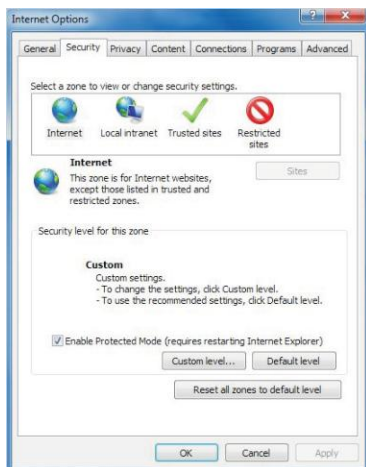 Internet Options
General Security Privacy Content Connections Programs Advanced
Select a zone to view or change security settings.
Internet Local intranet Trusted sites Restricted sites
Internet
This zone is for Internet websites,
except those listed in trusted and
restricted zones.
Sites
Security level for this zone
Custom
Custom settings.
- To change the settings, click Custom level.
- To use the recommended settings, click Default level.
Enable Protected Mode (requires restarting Internet Explorer)
Custom level... Default level
Reset all zones to default level
OK Cancel Apply